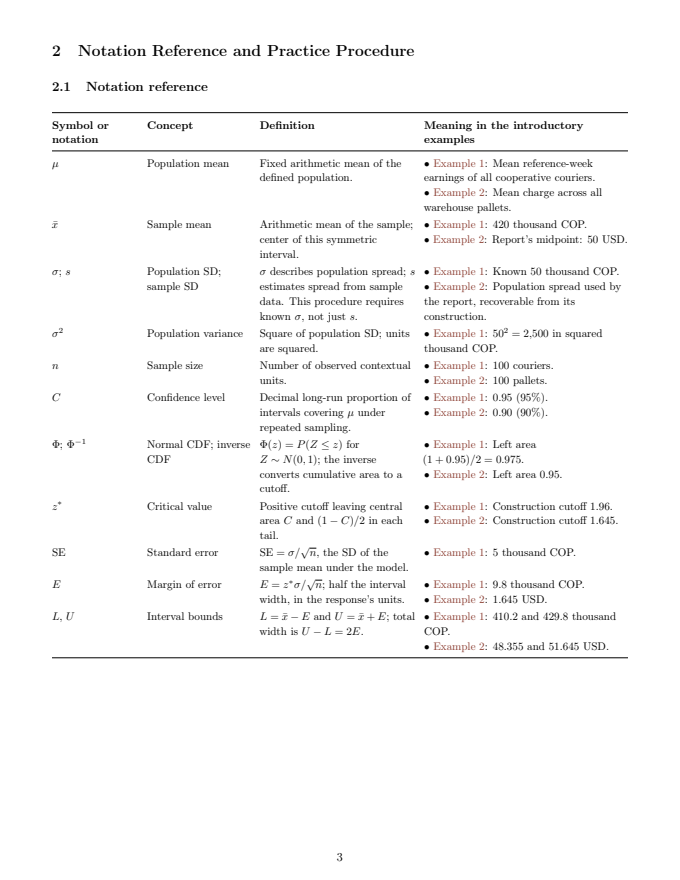 2 Notation Reference and Practice Procedure
2.1 Notation reference
Symbol or notation Concept Definition Meaning in the introductory examples
μ Population mean Fixed arithmetic mean of the defined population. • Example 1: Mean reference-week earnings of all cooperative couriers.
• Example 2: Mean charge across all warehouse pallets.
x̄ Sample mean Arithmetic mean of the sample; center of this symmetric interval. • Example 1: 420 thousand COP.
• Example 2: Report's midpoint: 50 USD.
σ; s Population SD; sample SD σ describes population spread; s estimates spread from sample data. This procedure requires known σ, not just s. • Example 1: Known 50 thousand COP.
• Example 2: Population spread used by the report, recoverable from its construction.
σ² Population variance Square of population SD; units are squared. • Example 1: 50² = 2,500 in squared thousand COP.
n Sample size Number of observed contextual units. • Example 1: 100 couriers.
• Example 2: 100 pallets.
C Confidence level Decimal long-run proportion of intervals covering μ under repeated sampling. • Example 1: 0.95 (95%).
• Example 2: 0.90 (90%).
Φ; Φ⁻¹ Normal CDF; inverse CDF Φ(z) = P(Z ≤ z) for Z ∼ N(0, 1); the inverse converts cumulative area to a cutoff. • Example 1: Left area (1 + 0.95)/2 = 0.975.
• Example 2: Left area 0.95.
z* Critical value Positive cutoff leaving central area C and (1 − C)/2 in each tail. • Example 1: Construction cutoff 1.96.
• Example 2: Construction cutoff 1.645.
SE Standard error SE = σ/√n, the SD of the sample mean under the model. • Example 1: 5 thousand COP.
E Margin of error E = z*σ/√n; half the interval width, in the response's units. • Example 1: 9.8 thousand COP.
• Example 2: 1.645 USD.
L, U Interval bounds L = x̄ − E and U = x̄ + E; total width is U − L = 2E. • Example 1: 410.2 and 429.8 thousand COP.
• Example 2: 48.355 and 51.645 USD.
3